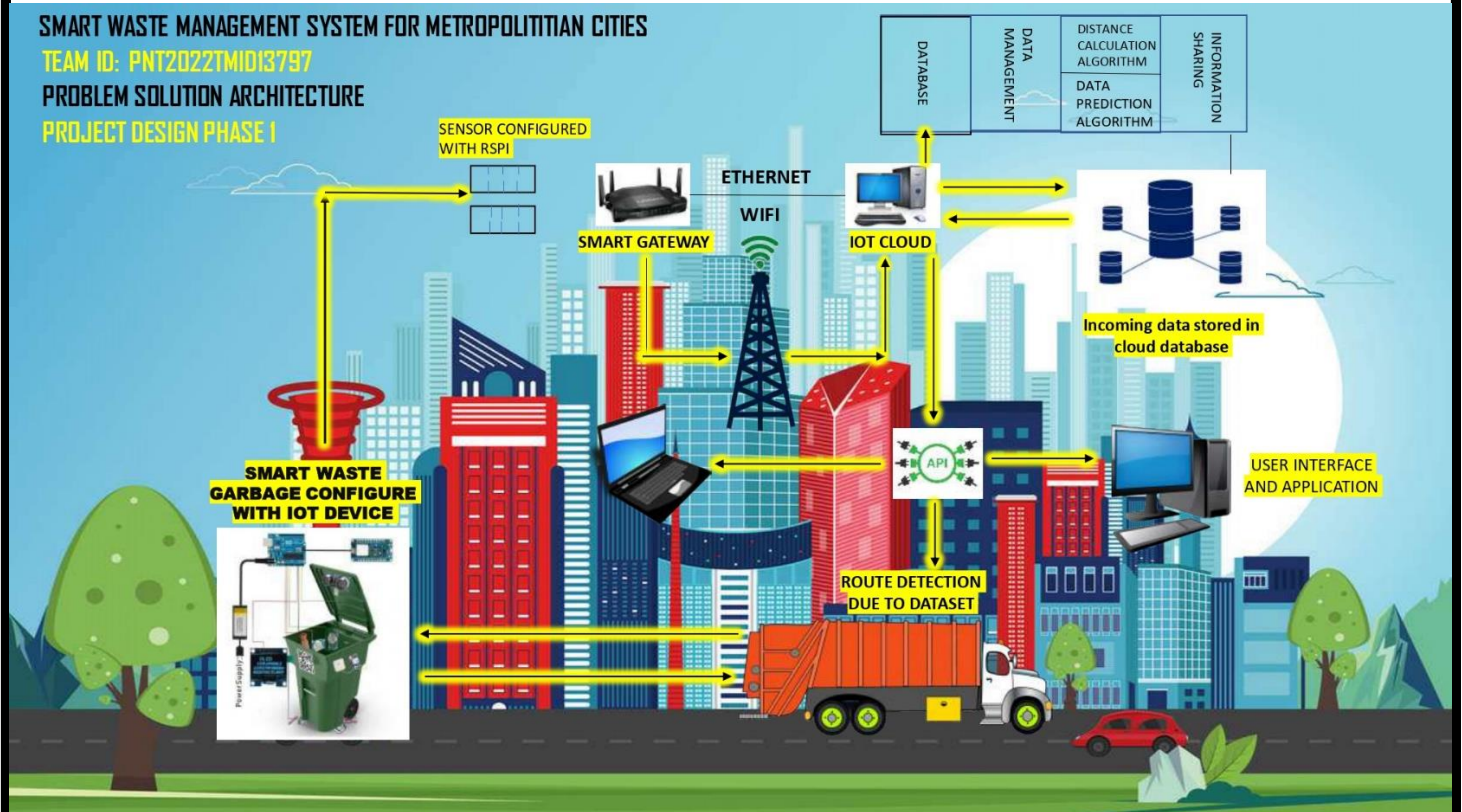 SMART WASTE MANAGEMENT SYSTEM FOR METROPOLITITIAN CITIES
TEAM ID: PNT2022TMID13797
PROBLEM SOLUTION ARCHITECTURE
PROJECT DESIGN PHASE 1
DATABASE
DATA
MANAGEMENT
DISTANCE
CALCULATION
ALGORITHM
DATA
PREDICTION
ALGORITHM
INFORMATION
SHARING
SENSOR CONFIGURED
WITH RSPI
ETHERNET
WIFI
SMART GATEWAY
IOT CLOUD
Incoming data stored in
cloud database
API
USER INTERFACE
AND APPLICATION
SMART WASTE
GARBAGE CONFIGURE
WITH IOT DEVICE
PowerSupply
ROUTE DETECTION
DUE TO DATASET